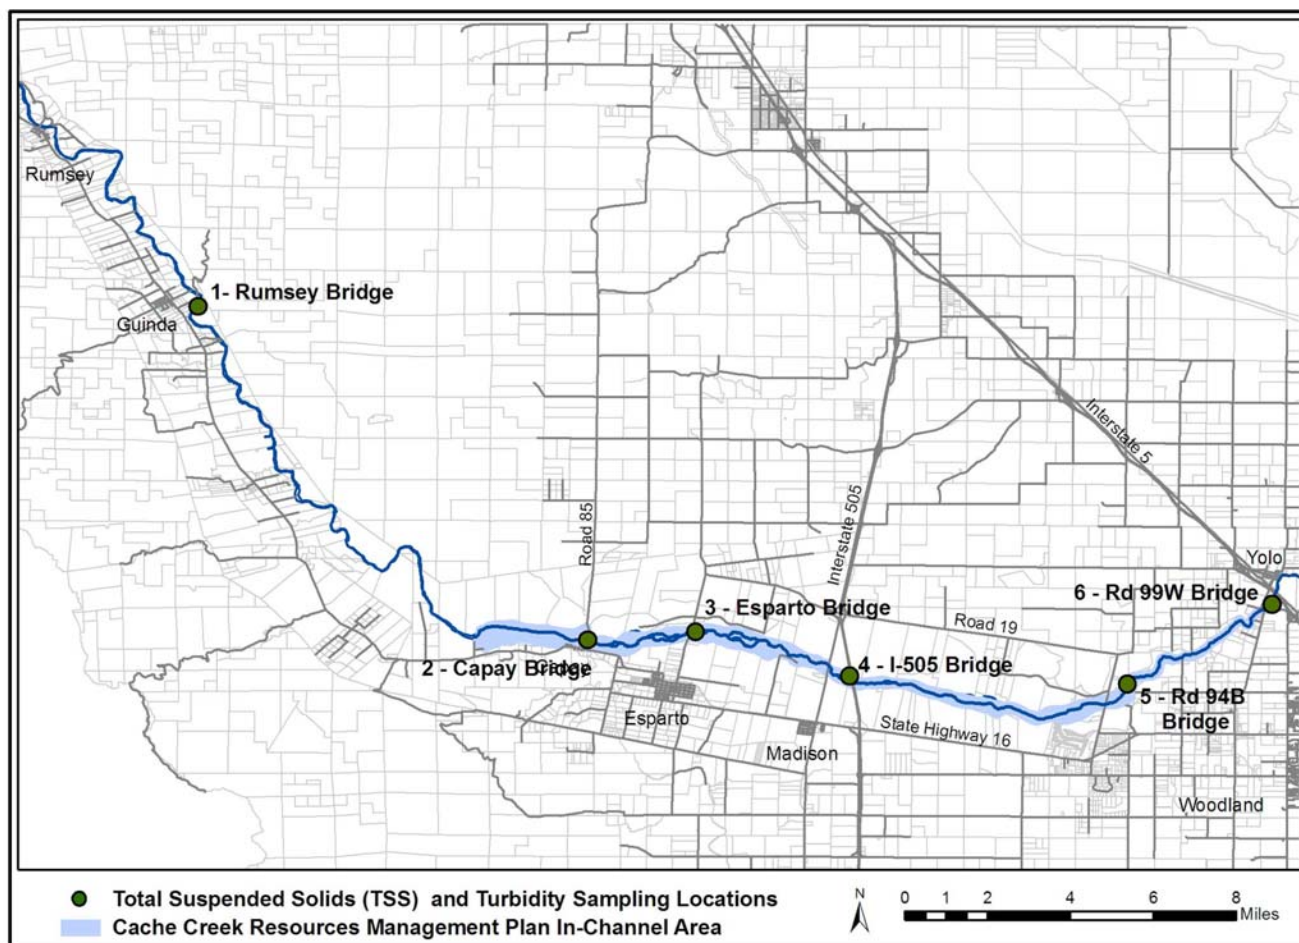 Rumsey
1- Rumsey Bridge
Guinda
Interstate 5
Interstate 505
Road 85
Yolo
6 - Rd 99W Bridge
3 - Esparto Bridge
Road 19
2 - Capay Bridge
Capay
4 - I-505 Bridge
5 - Rd 94B
Bridge
Esparto
State Highway 16
Madison
Woodland
Total Suspended Solids (TSS) and Turbidity Sampling Locations
Cache Creek Resources Management Plan In-Channel Area
N
0 1 2 4 6 8
Miles